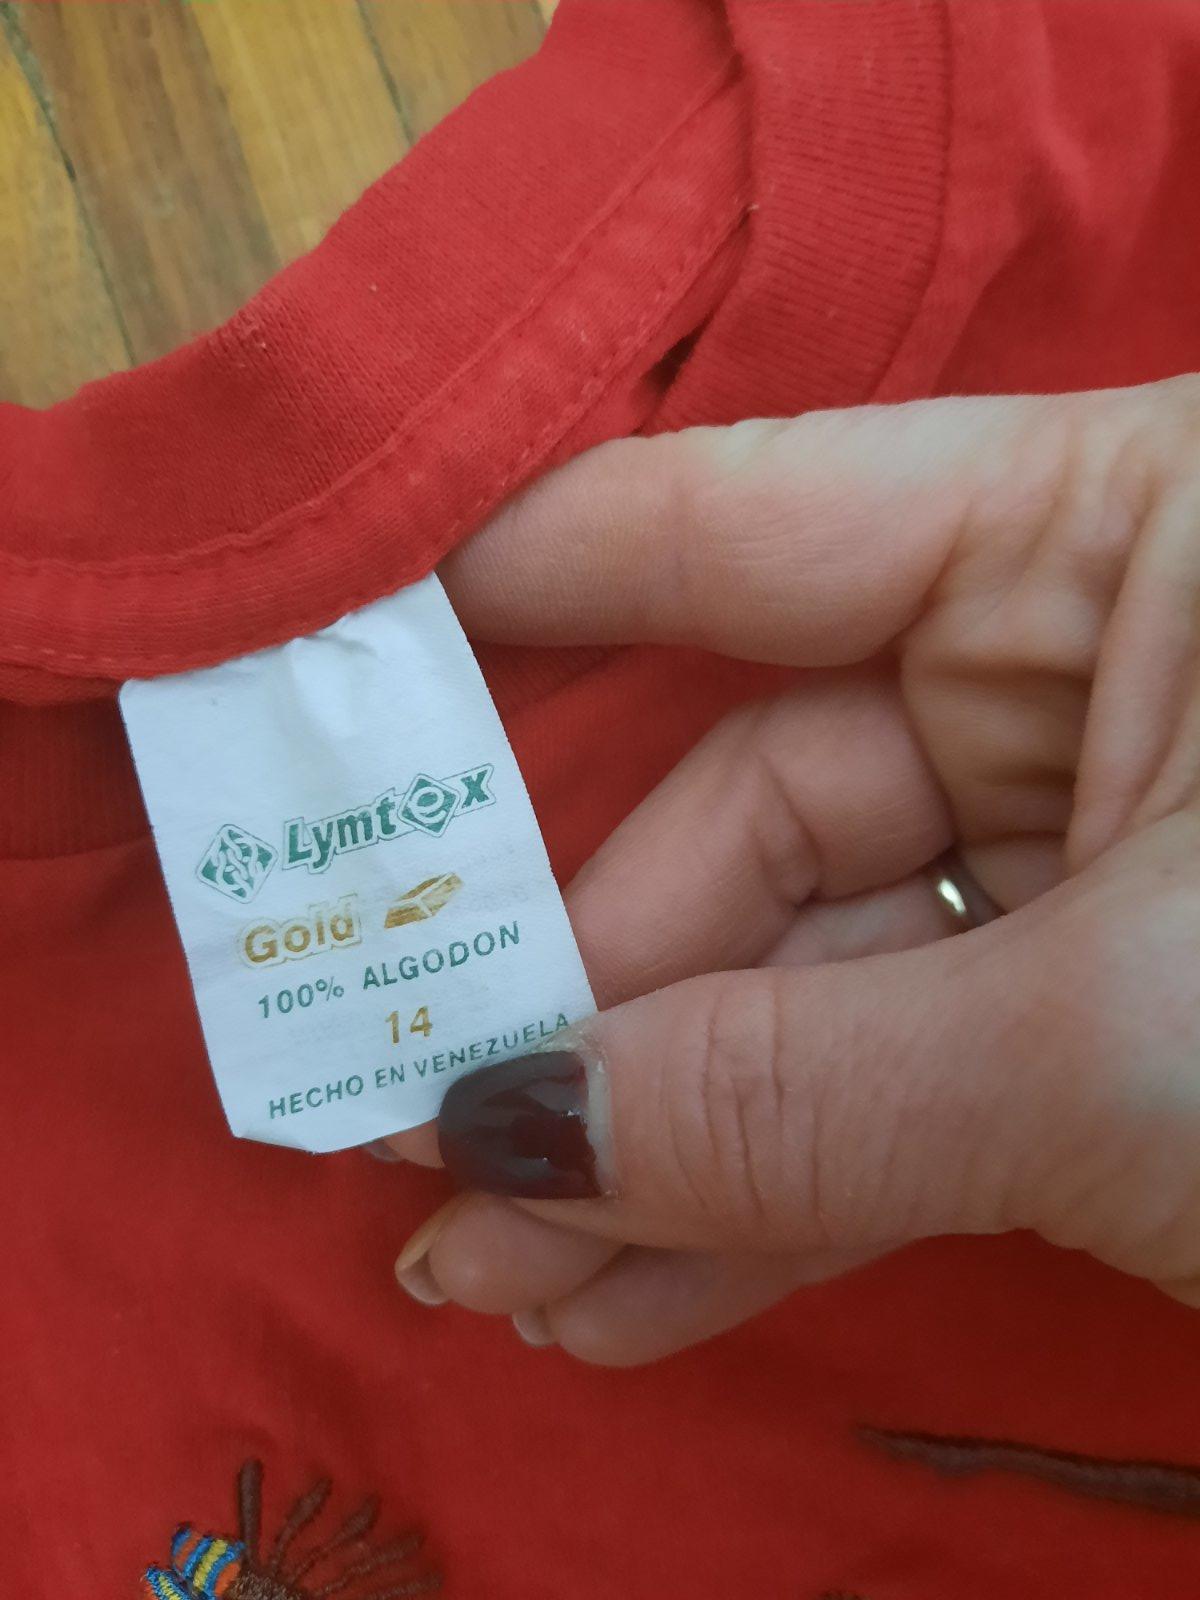 Lymtex
Gold
100% ALGODON
14
HECHO EN VENEZUELA